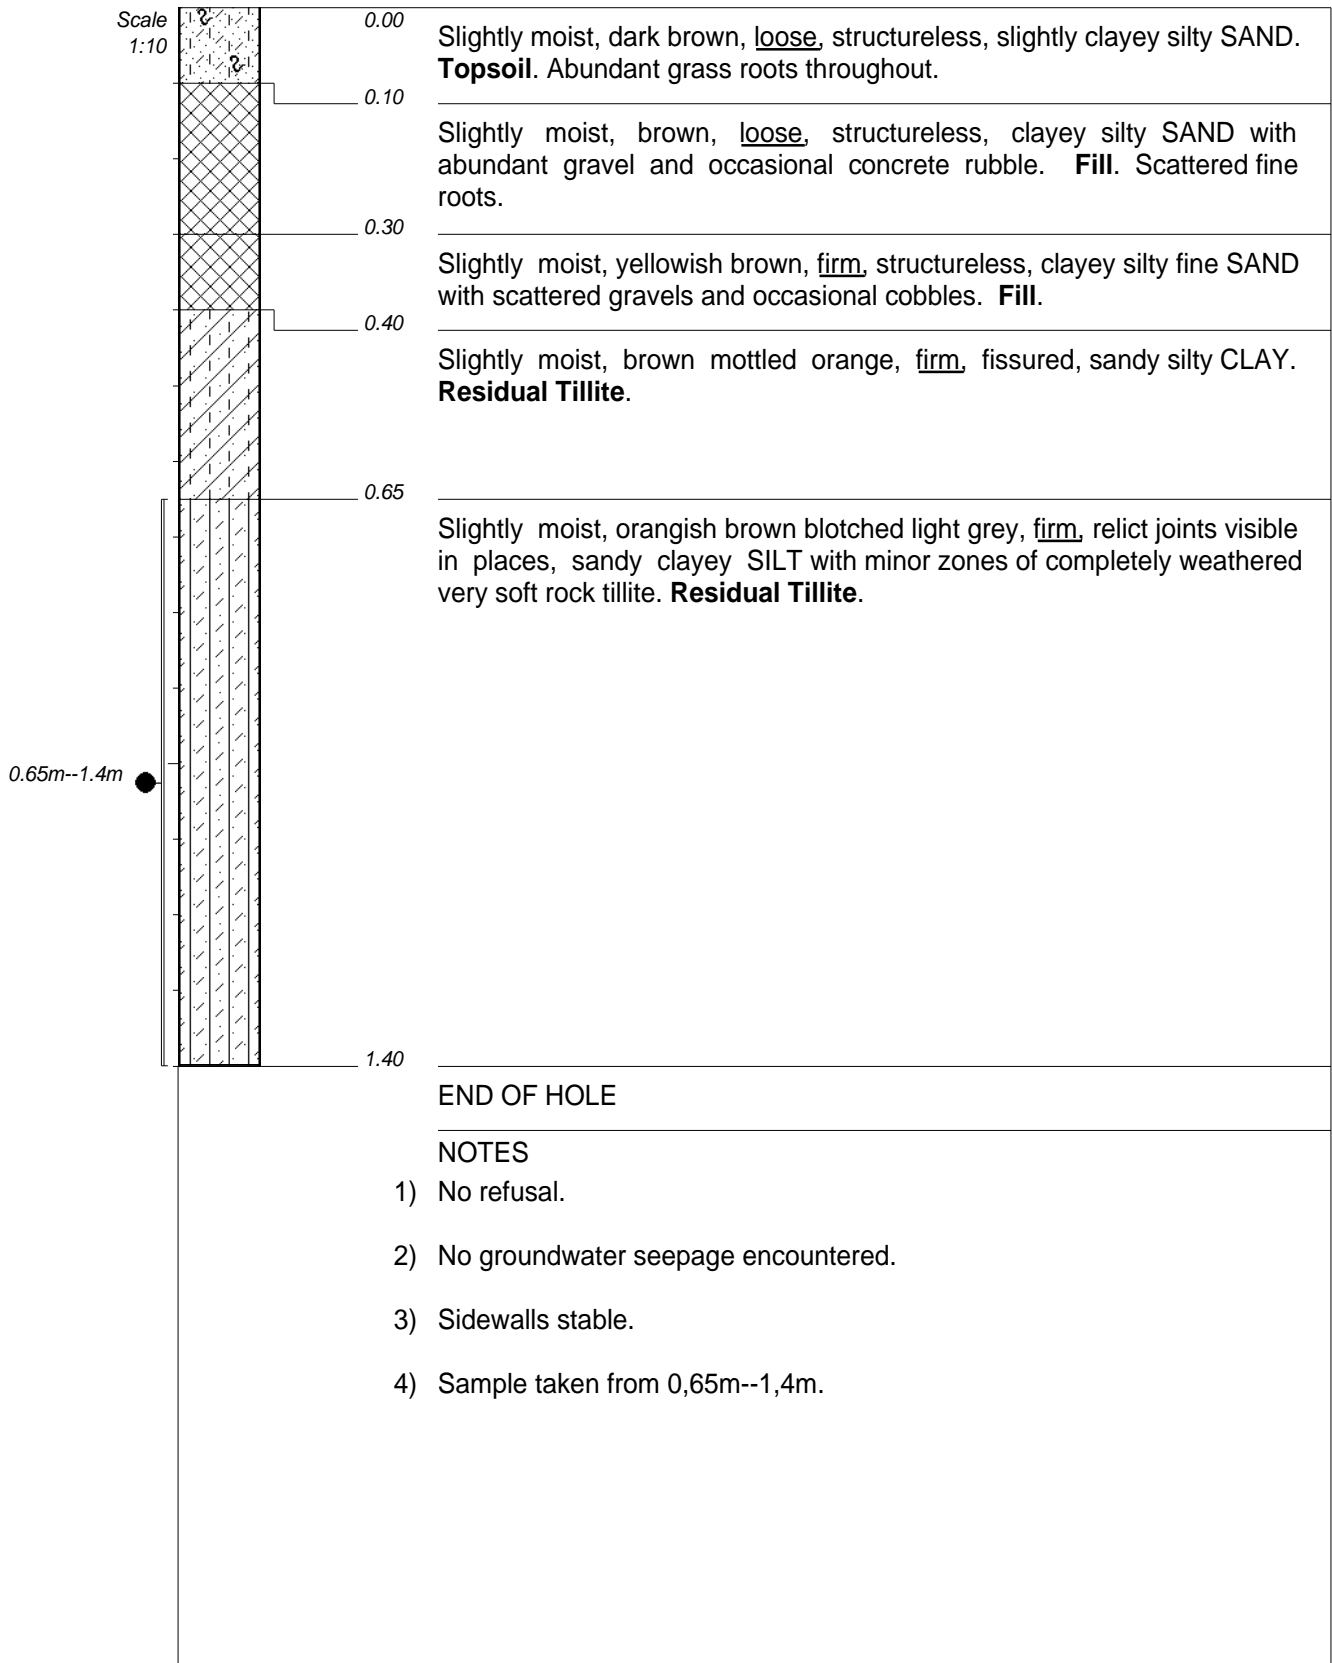 Scale
1:10
0.00
Slightly moist, dark brown, loose, structureless, slightly clayey silty SAND.
Topsoil. Abundant grass roots throughout.
0.10
Slightly moist, brown, loose, structureless, clayey silty SAND with
abundant gravel and occasional concrete rubble. Fill. Scattered fine
roots.
0.30
Slightly moist, yellowish brown, firm, structureless, clayey silty fine SAND
with scattered gravels and occasional cobbles. Fill.
0.40
Slightly moist, brown mottled orange, firm, fissured, sandy silty CLAY.
Residual Tillite.
0.65
Slightly moist, orangish brown blotched light grey, firm, relict joints visible
in places, sandy clayey SILT with minor zones of completely weathered
very soft rock tillite. Residual Tillite.
0.65m--1.4m
1.40
END OF HOLE
NOTES
1) No refusal.
2) No groundwater seepage encountered.
3) Sidewalls stable.
4) Sample taken from 0,65m--1,4m.